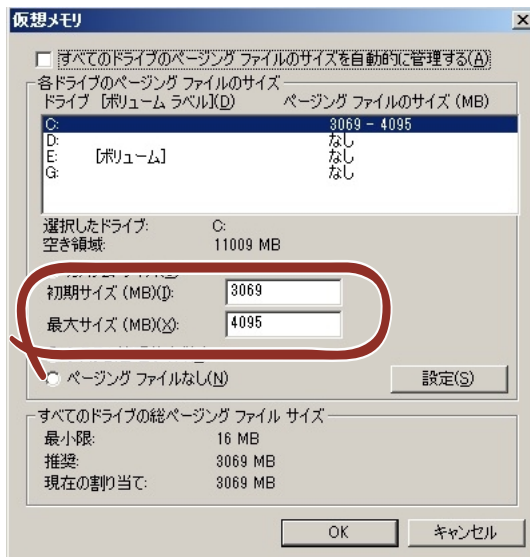 仮想メモリ
すべてのドライブのページング ファイルのサイズを自動的に管理する(A)
各ドライブのページング ファイルのサイズ
ドライブ [ボリューム ラベル](D) ページング ファイルのサイズ (MB)
C: 3069 - 4095
D: なし
E: [ボリューム] なし
G: なし
選択したドライブ: C:
空き領域: 11009 MB
初期サイズ (MB)(I): 3069
最大サイズ (MB)(X): 4095
ページング ファイルなし(N) 設定(S)
すべてのドライブの総ページング ファイル サイズ
最小限: 16 MB
推奨: 3069 MB
現在の割り当て: 3069 MB
OK キャンセル